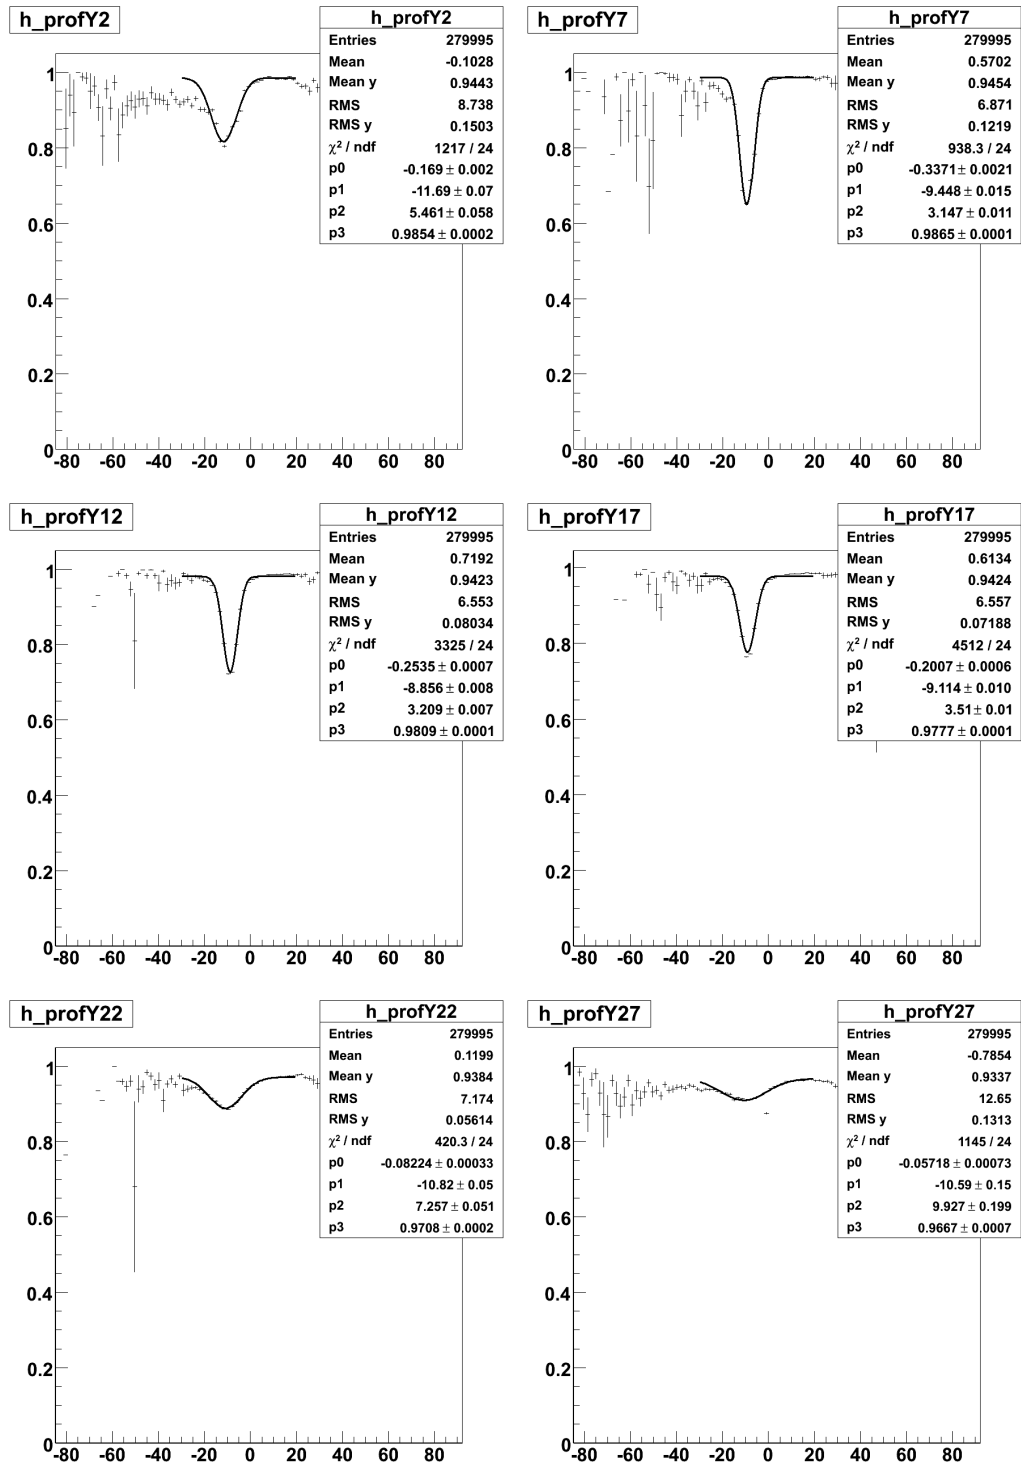 h_profY2
h_profY2
Entries 279995
Mean -0.1028
Mean y 0.9443
RMS 8.738
RMS y 0.1503
χ² / ndf 1217 / 24
p0 -0.169 ± 0.002
p1 -11.69 ± 0.07
p2 5.461 ± 0.058
p3 0.9854 ± 0.0002
1
0.8
0.6
0.4
0.2
0
-80 -60 -40 -20 0 20 40 60 80
h_profY7
h_profY7
Entries 279995
Mean 0.5702
Mean y 0.9454
RMS 6.871
RMS y 0.1219
χ² / ndf 938.3 / 24
p0 -0.3371 ± 0.0021
p1 -9.448 ± 0.015
p2 3.147 ± 0.011
p3 0.9865 ± 0.0001
1
0.8
0.6
0.4
0.2
0
-80 -60 -40 -20 0 20 40 60 80
h_profY12
h_profY12
Entries 279995
Mean 0.7192
Mean y 0.9423
RMS 6.553
RMS y 0.08034
χ² / ndf 3325 / 24
p0 -0.2535 ± 0.0007
p1 -8.856 ± 0.008
p2 3.209 ± 0.007
p3 0.9809 ± 0.0001
1
0.8
0.6
0.4
0.2
0
-80 -60 -40 -20 0 20 40 60 80
h_profY17
h_profY17
Entries 279995
Mean 0.6134
Mean y 0.9424
RMS 6.557
RMS y 0.07188
χ² / ndf 4512 / 24
p0 -0.2007 ± 0.0006
p1 -9.114 ± 0.010
p2 3.51 ± 0.01
p3 0.9777 ± 0.0001
1
0.8
0.6
0.4
0.2
0
-80 -60 -40 -20 0 20 40 60 80
h_profY22
h_profY22
Entries 279995
Mean 0.1199
Mean y 0.9384
RMS 7.174
RMS y 0.05614
χ² / ndf 420.3 / 24
p0 -0.08224 ± 0.00033
p1 -10.82 ± 0.05
p2 7.257 ± 0.051
p3 0.9708 ± 0.0002
1
0.8
0.6
0.4
0.2
0
-80 -60 -40 -20 0 20 40 60 80
h_profY27
h_profY27
Entries 279995
Mean -0.7854
Mean y 0.9337
RMS 12.65
RMS y 0.1313
χ² / ndf 1145 / 24
p0 -0.05718 ± 0.00073
p1 -10.59 ± 0.15
p2 9.927 ± 0.199
p3 0.9667 ± 0.0007
1
0.8
0.6
0.4
0.2
0
-80 -60 -40 -20 0 20 40 60 80